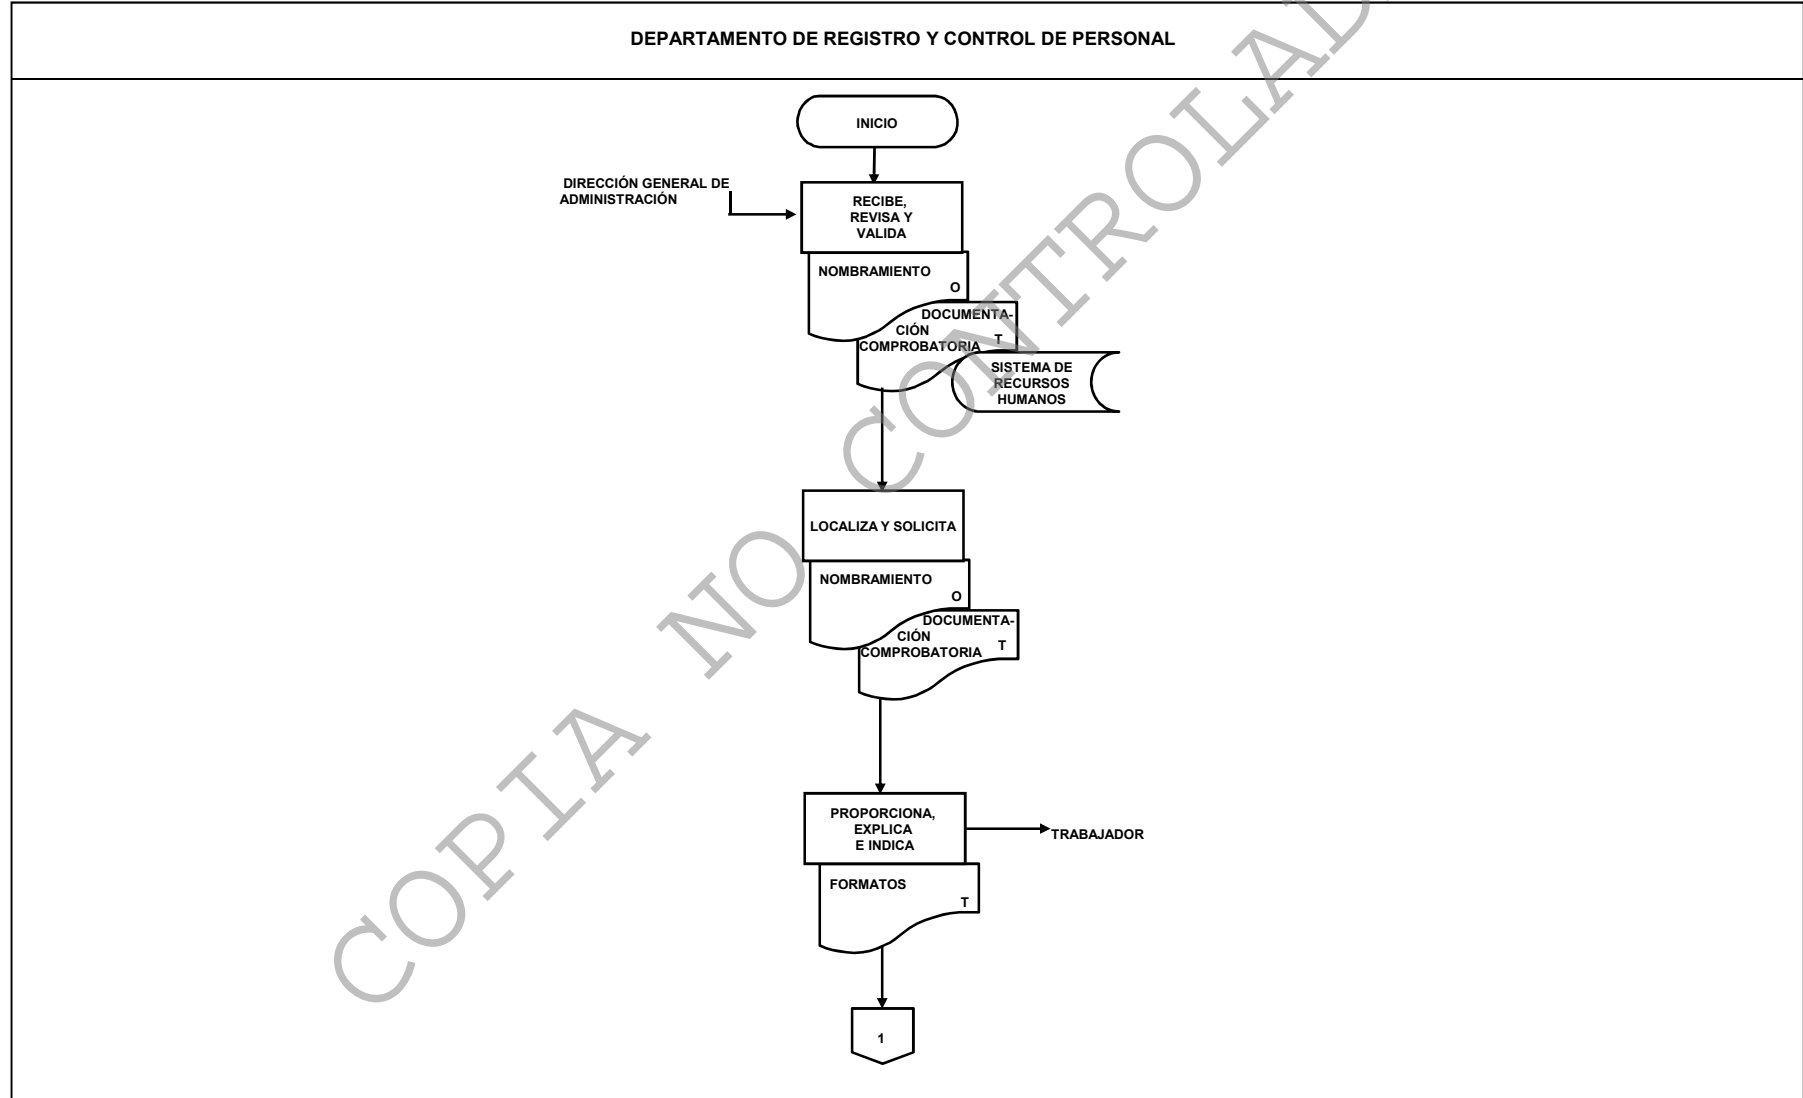 DEPARTAMENTO DE REGISTRO Y CONTROL DE PERSONAL
INICIO
DIRECCIÓN GENERAL DE
ADMINISTRACIÓN
RECIBE,
REVISA Y
VALIDA
NOMBRAMIENTO
O
DOCUMENTA-
CIÓN
T
COMPROBATORIA
SISTEMA DE
RECURSOS
HUMANOS
LOCALIZA Y SOLICITA
NOMBRAMIENTO
O
DOCUMENTA-
CIÓN
T
COMPROBATORIA
PROPORCIONA,
EXPLICA
E INDICA
TRABAJADOR
FORMATOS
T
1
COPIA NO CONTROLAD